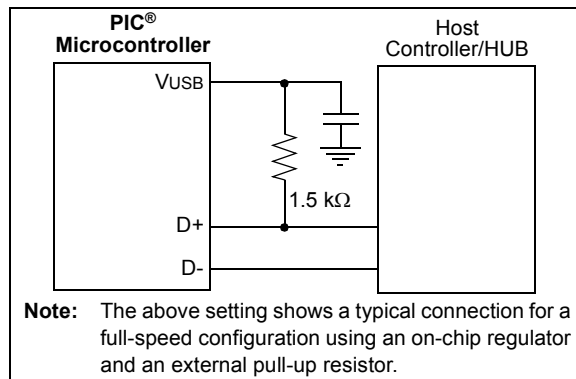 PIC®
Microcontroller
Host
Controller/HUB
VUSB
1.5 kΩ
D+
D-
Note: The above setting shows a typical connection for a
full-speed configuration using an on-chip regulator
and an external pull-up resistor.